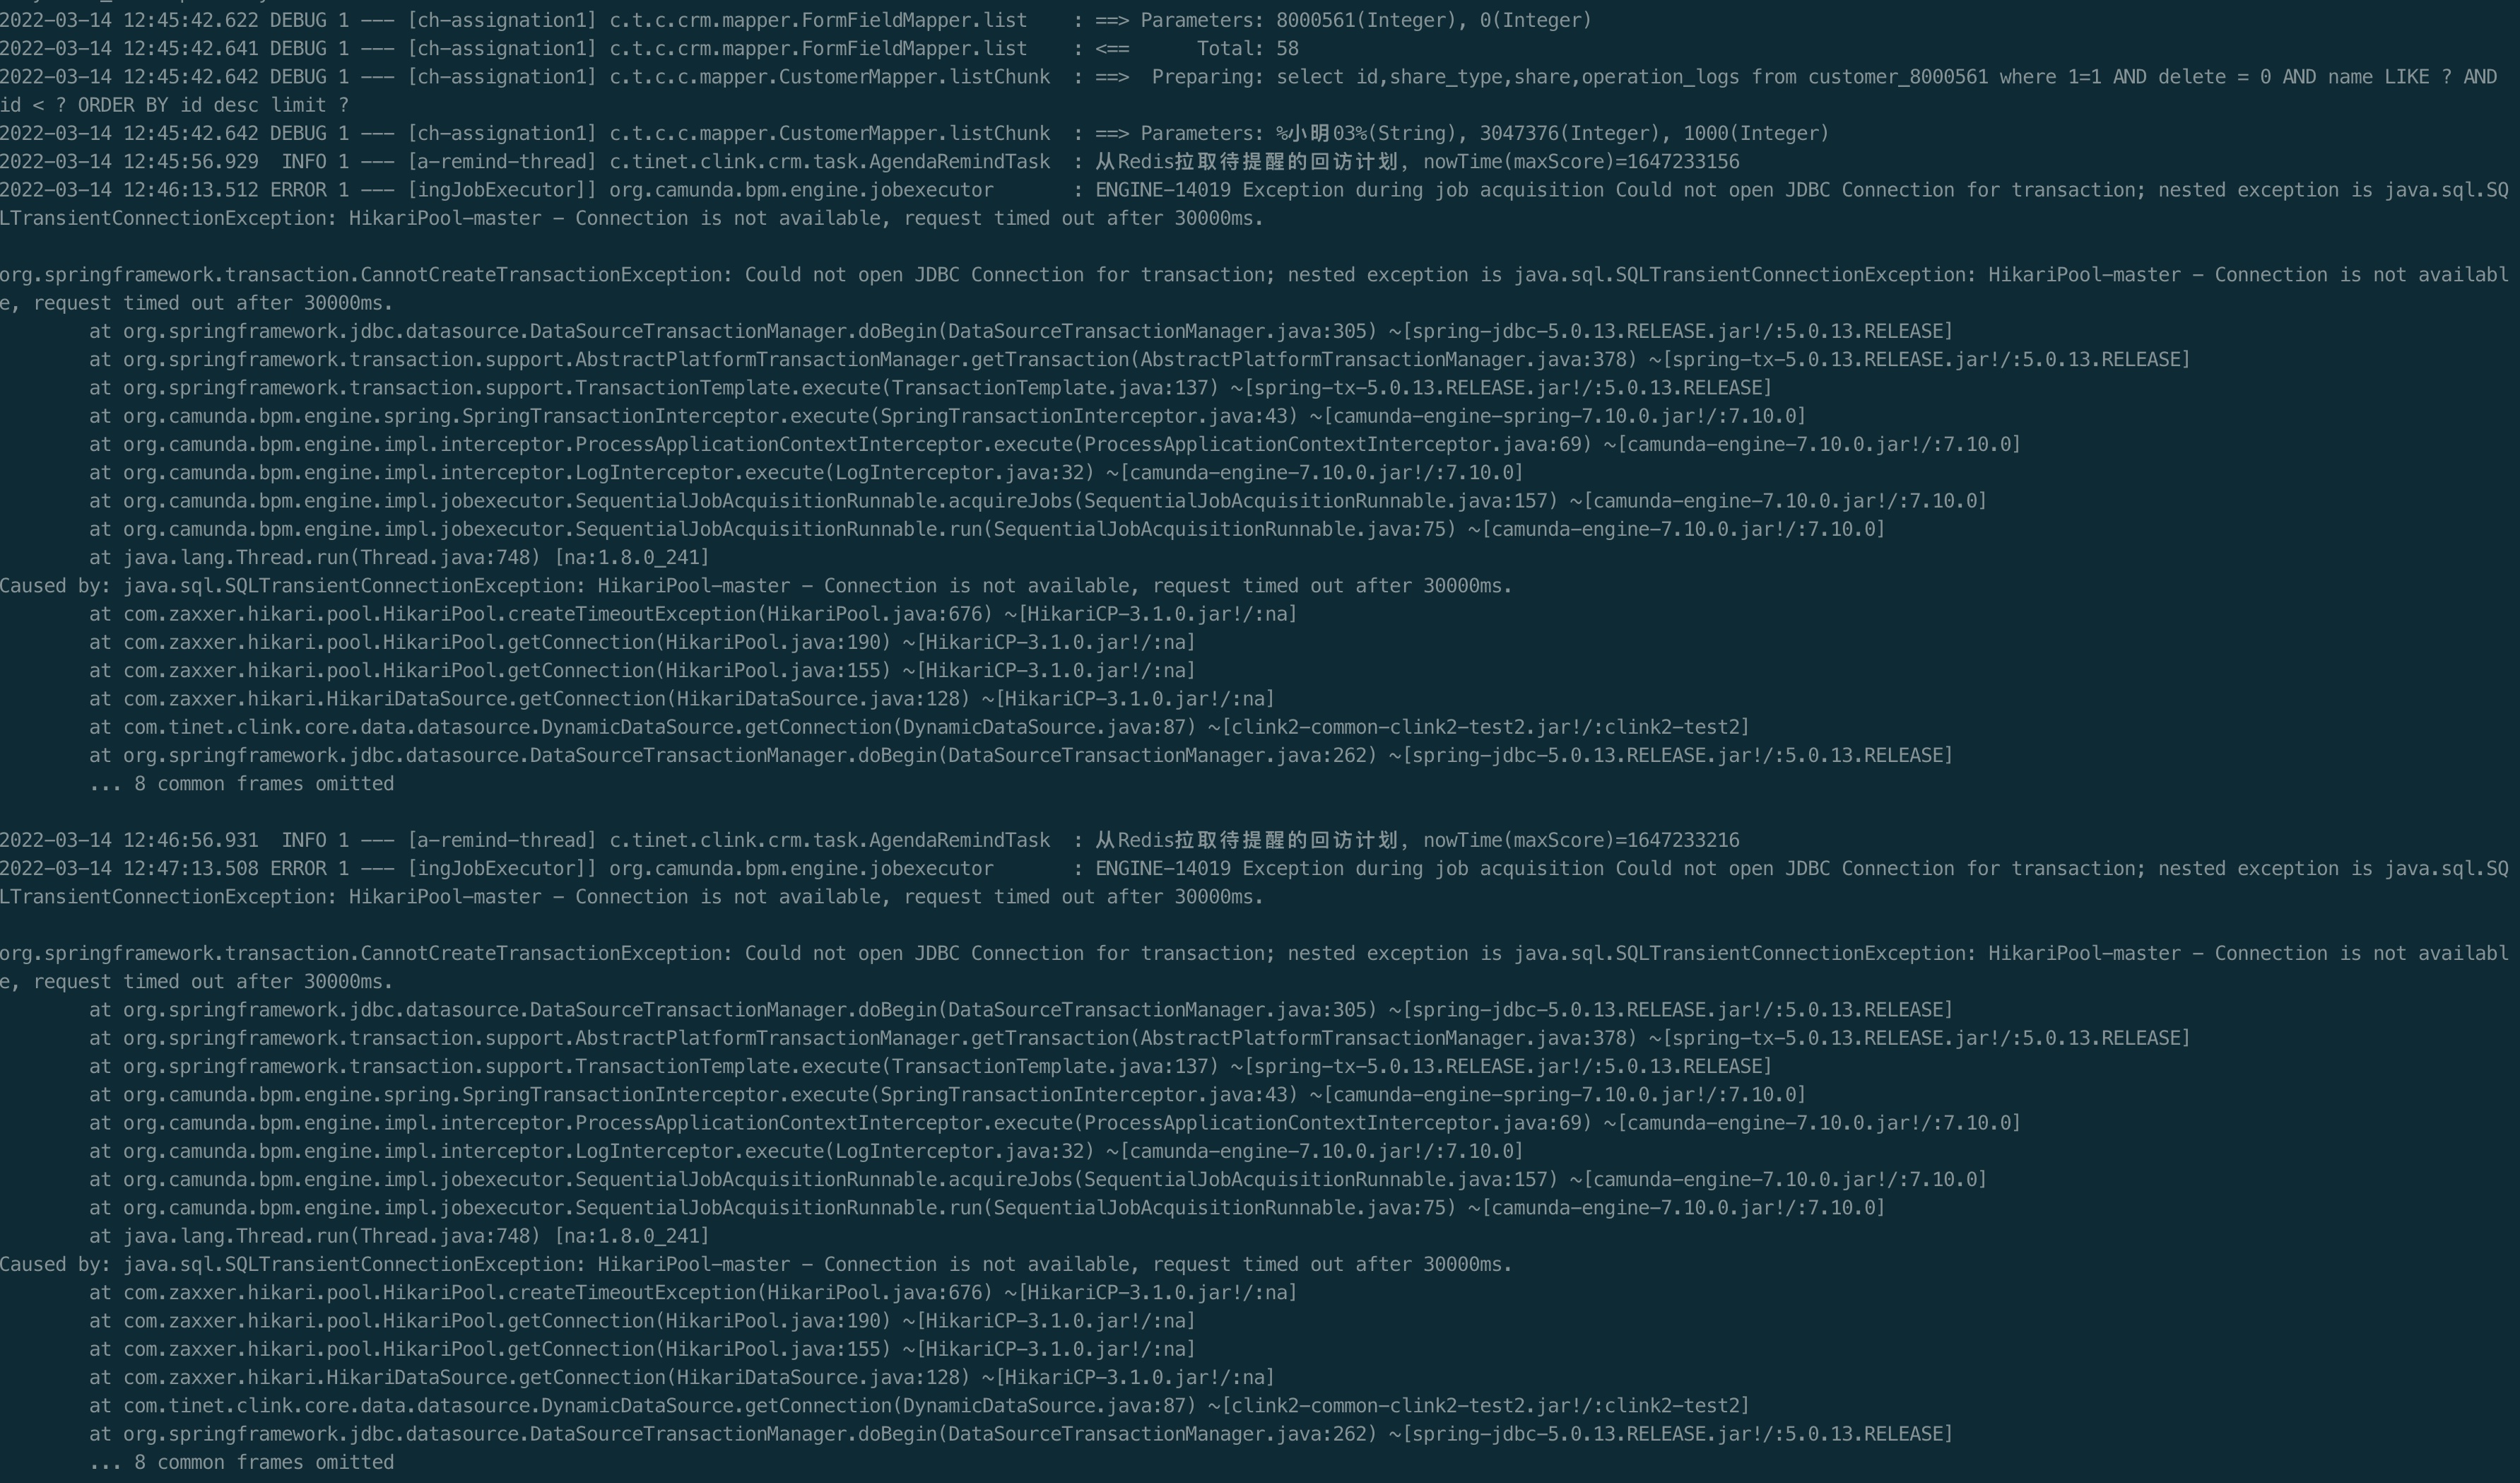 2022-03-14 12:45:42.622 DEBUG 1 --- [ch-assignation1] c.t.c.crm.mapper.FormFieldMapper.list    : ==> Parameters: 8000561(Integer), 0(Integer)
2022-03-14 12:45:42.641 DEBUG 1 --- [ch-assignation1] c.t.c.crm.mapper.FormFieldMapper.list    : <==      Total: 58
2022-03-14 12:45:42.642 DEBUG 1 --- [ch-assignation1] c.t.c.c.mapper.CustomerMapper.listChunk  : ==>  Preparing: select id,share_type,share,operation_logs from customer_8000561 where 1=1 AND delete = 0 AND name LIKE ? AND
id < ? ORDER BY id desc limit ?
2022-03-14 12:45:42.642 DEBUG 1 --- [ch-assignation1] c.t.c.c.mapper.CustomerMapper.listChunk  : ==> Parameters: %小明03%(String), 3047376(Integer), 1000(Integer)
2022-03-14 12:45:56.929  INFO 1 --- [a-remind-thread] c.tinet.clink.crm.task.AgendaRemindTask  : 从Redis拉取待提醒的回访计划, nowTime(maxScore)=1647233156
2022-03-14 12:46:13.512 ERROR 1 --- [ingJobExecutor]] org.camunda.bpm.engine.jobexecutor       : ENGINE-14019 Exception during job acquisition Could not open JDBC Connection for transaction; nested exception is java.sql.SQ
LTransientConnectionException: HikariPool-master - Connection is not available, request timed out after 30000ms.
org.springframework.transaction.CannotCreateTransactionException: Could not open JDBC Connection for transaction; nested exception is java.sql.SQLTransientConnectionException: HikariPool-master - Connection is not availabl
e, request timed out after 30000ms.
        at org.springframework.jdbc.datasource.DataSourceTransactionManager.doBegin(DataSourceTransactionManager.java:305) ~[spring-jdbc-5.0.13.RELEASE.jar!/:5.0.13.RELEASE]
        at org.springframework.transaction.support.AbstractPlatformTransactionManager.getTransaction(AbstractPlatformTransactionManager.java:378) ~[spring-tx-5.0.13.RELEASE.jar!/:5.0.13.RELEASE]
        at org.springframework.transaction.support.TransactionTemplate.execute(TransactionTemplate.java:137) ~[spring-tx-5.0.13.RELEASE.jar!/:5.0.13.RELEASE]
        at org.camunda.bpm.engine.spring.SpringTransactionInterceptor.execute(SpringTransactionInterceptor.java:43) ~[camunda-engine-spring-7.10.0.jar!/:7.10.0]
        at org.camunda.bpm.engine.impl.interceptor.ProcessApplicationContextInterceptor.execute(ProcessApplicationContextInterceptor.java:69) ~[camunda-engine-7.10.0.jar!/:7.10.0]
        at org.camunda.bpm.engine.impl.interceptor.LogInterceptor.execute(LogInterceptor.java:32) ~[camunda-engine-7.10.0.jar!/:7.10.0]
        at org.camunda.bpm.engine.impl.jobexecutor.SequentialJobAcquisitionRunnable.acquireJobs(SequentialJobAcquisitionRunnable.java:157) ~[camunda-engine-7.10.0.jar!/:7.10.0]
        at org.camunda.bpm.engine.impl.jobexecutor.SequentialJobAcquisitionRunnable.run(SequentialJobAcquisitionRunnable.java:75) ~[camunda-engine-7.10.0.jar!/:7.10.0]
        at java.lang.Thread.run(Thread.java:748) [na:1.8.0_241]
Caused by: java.sql.SQLTransientConnectionException: HikariPool-master - Connection is not available, request timed out after 30000ms.
        at com.zaxxer.hikari.pool.HikariPool.createTimeoutException(HikariPool.java:676) ~[HikariCP-3.1.0.jar!/:na]
        at com.zaxxer.hikari.pool.HikariPool.getConnection(HikariPool.java:190) ~[HikariCP-3.1.0.jar!/:na]
        at com.zaxxer.hikari.pool.HikariPool.getConnection(HikariPool.java:155) ~[HikariCP-3.1.0.jar!/:na]
        at com.zaxxer.hikari.HikariDataSource.getConnection(HikariDataSource.java:128) ~[HikariCP-3.1.0.jar!/:na]
        at com.tinet.clink.core.data.datasource.DynamicDataSource.getConnection(DynamicDataSource.java:87) ~[clink2-common-clink2-test2.jar!/:clink2-test2]
        at org.springframework.jdbc.datasource.DataSourceTransactionManager.doBegin(DataSourceTransactionManager.java:262) ~[spring-jdbc-5.0.13.RELEASE.jar!/:5.0.13.RELEASE]
        ... 8 common frames omitted
2022-03-14 12:46:56.931  INFO 1 --- [a-remind-thread] c.tinet.clink.crm.task.AgendaRemindTask  : 从Redis拉取待提醒的回访计划, nowTime(maxScore)=1647233216
2022-03-14 12:47:13.508 ERROR 1 --- [ingJobExecutor]] org.camunda.bpm.engine.jobexecutor       : ENGINE-14019 Exception during job acquisition Could not open JDBC Connection for transaction; nested exception is java.sql.SQ
LTransientConnectionException: HikariPool-master - Connection is not available, request timed out after 30000ms.
org.springframework.transaction.CannotCreateTransactionException: Could not open JDBC Connection for transaction; nested exception is java.sql.SQLTransientConnectionException: HikariPool-master - Connection is not availabl
e, request timed out after 30000ms.
        at org.springframework.jdbc.datasource.DataSourceTransactionManager.doBegin(DataSourceTransactionManager.java:305) ~[spring-jdbc-5.0.13.RELEASE.jar!/:5.0.13.RELEASE]
        at org.springframework.transaction.support.AbstractPlatformTransactionManager.getTransaction(AbstractPlatformTransactionManager.java:378) ~[spring-tx-5.0.13.RELEASE.jar!/:5.0.13.RELEASE]
        at org.springframework.transaction.support.TransactionTemplate.execute(TransactionTemplate.java:137) ~[spring-tx-5.0.13.RELEASE.jar!/:5.0.13.RELEASE]
        at org.camunda.bpm.engine.spring.SpringTransactionInterceptor.execute(SpringTransactionInterceptor.java:43) ~[camunda-engine-spring-7.10.0.jar!/:7.10.0]
        at org.camunda.bpm.engine.impl.interceptor.ProcessApplicationContextInterceptor.execute(ProcessApplicationContextInterceptor.java:69) ~[camunda-engine-7.10.0.jar!/:7.10.0]
        at org.camunda.bpm.engine.impl.interceptor.LogInterceptor.execute(LogInterceptor.java:32) ~[camunda-engine-7.10.0.jar!/:7.10.0]
        at org.camunda.bpm.engine.impl.jobexecutor.SequentialJobAcquisitionRunnable.acquireJobs(SequentialJobAcquisitionRunnable.java:157) ~[camunda-engine-7.10.0.jar!/:7.10.0]
        at org.camunda.bpm.engine.impl.jobexecutor.SequentialJobAcquisitionRunnable.run(SequentialJobAcquisitionRunnable.java:75) ~[camunda-engine-7.10.0.jar!/:7.10.0]
        at java.lang.Thread.run(Thread.java:748) [na:1.8.0_241]
Caused by: java.sql.SQLTransientConnectionException: HikariPool-master - Connection is not available, request timed out after 30000ms.
        at com.zaxxer.hikari.pool.HikariPool.createTimeoutException(HikariPool.java:676) ~[HikariCP-3.1.0.jar!/:na]
        at com.zaxxer.hikari.pool.HikariPool.getConnection(HikariPool.java:190) ~[HikariCP-3.1.0.jar!/:na]
        at com.zaxxer.hikari.pool.HikariPool.getConnection(HikariPool.java:155) ~[HikariCP-3.1.0.jar!/:na]
        at com.zaxxer.hikari.HikariDataSource.getConnection(HikariDataSource.java:128) ~[HikariCP-3.1.0.jar!/:na]
        at com.tinet.clink.core.data.datasource.DynamicDataSource.getConnection(DynamicDataSource.java:87) ~[clink2-common-clink2-test2.jar!/:clink2-test2]
        at org.springframework.jdbc.datasource.DataSourceTransactionManager.doBegin(DataSourceTransactionManager.java:262) ~[spring-jdbc-5.0.13.RELEASE.jar!/:5.0.13.RELEASE]
        ... 8 common frames omitted